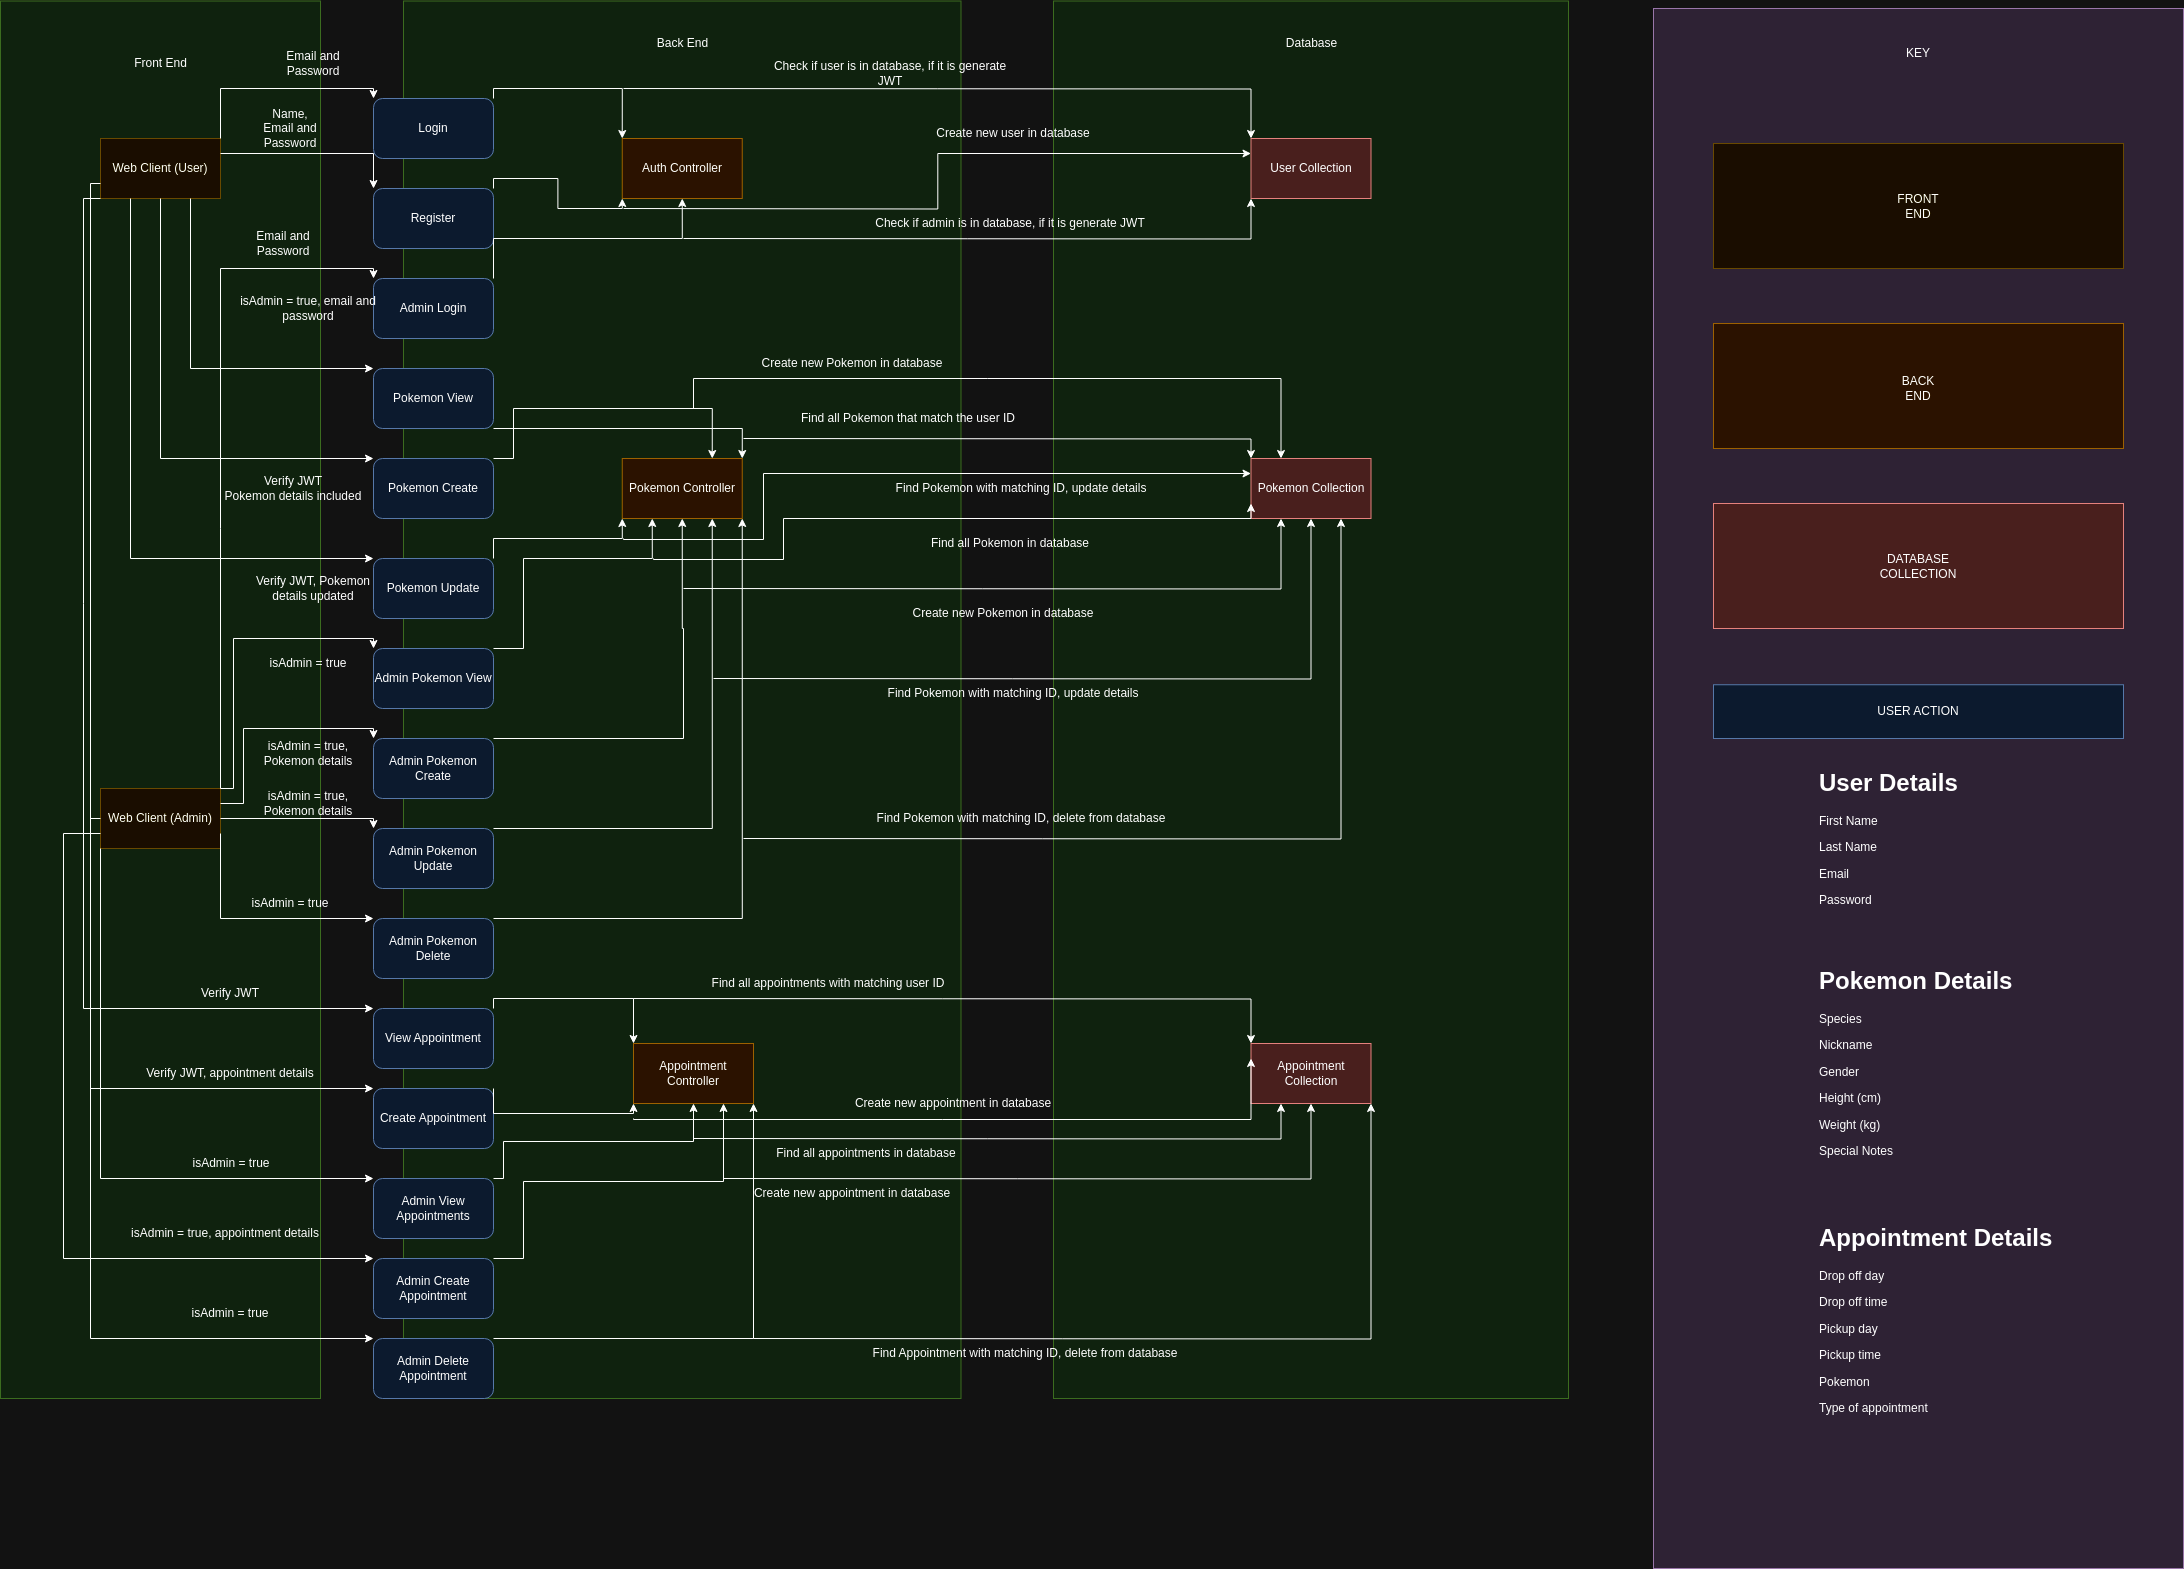 Front End
Back End
Database
KEY
Email and
Password
Check if user is in database, if it is generate
JWT
Name,
Email and
Password
Login
Create new user in database
Web Client (User)
Auth Controller
User Collection
Register
Check if admin is in database, if it is generate JWT
Email and
Password
isAdmin = true, email and
password
Admin Login
Create new Pokemon in database
Pokemon View
Find all Pokemon that match the user ID
Verify JWT
Pokemon details included
Pokemon Create
Pokemon Controller
Find Pokemon with matching ID, update details
Pokemon Collection
Find all Pokemon in database
Verify JWT, Pokemon
details updated
Pokemon Update
Create new Pokemon in database
isAdmin = true
Admin Pokemon View
Find Pokemon with matching ID, update details
isAdmin = true,
Pokemon details
Admin Pokemon
Create
isAdmin = true,
Pokemon details
Web Client (Admin)
Find Pokemon with matching ID, delete from database
Admin Pokemon
Update
isAdmin = true
Admin Pokemon
Delete
Verify JWT
Find all appointments with matching user ID
View Appointment
Appointment
Controller
Appointment
Collection
Verify JWT, appointment details
Create Appointment
Create new appointment in database
Find all appointments in database
isAdmin = true
Admin View
Appointments
Create new appointment in database
isAdmin = true, appointment details
Admin Create
Appointment
isAdmin = true
Admin Delete
Appointment
Find Appointment with matching ID, delete from database
FRONT
END
BACK
END
DATABASE
COLLECTION
USER ACTION
User Details
First Name
Last Name
Email
Password
Pokemon Details
Species
Nickname
Gender
Height (cm)
Weight (kg)
Special Notes
Appointment Details
Drop off day
Drop off time
Pickup day
Pickup time
Pokemon
Type of appointment